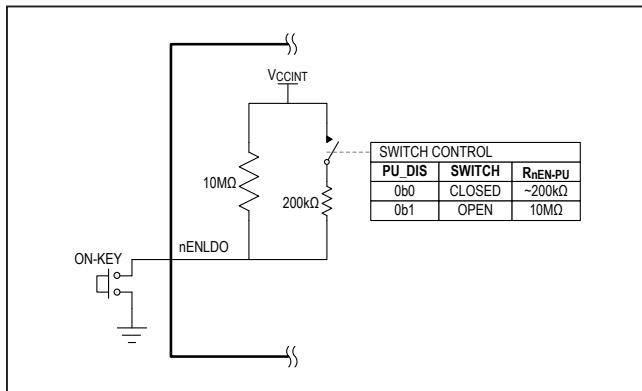 VCCINT
SWITCH CONTROL
PU_DIS SWITCH RnEN-PU
0b0 CLOSED ~200kΩ
0b1 OPEN 10MΩ
10MΩ
200kΩ
nENLDO
ON-KEY